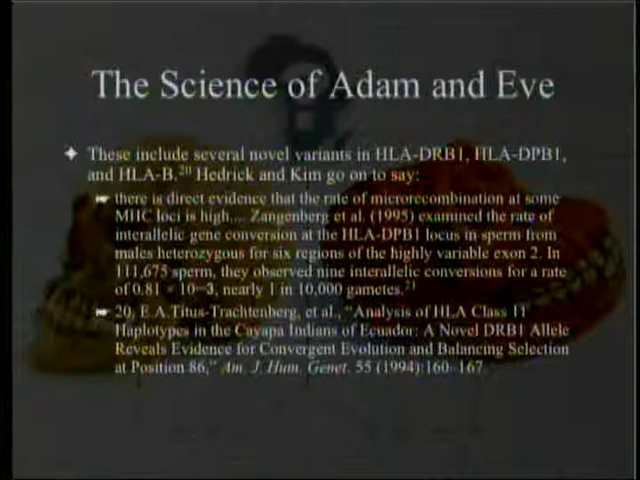 The Science of Adam and Eve
These include several novel variants in HLA-DRB1, HLA-DPB1,
and HLA-B.20 Hedrick and Kim go on to say:
there is direct evidence that the rate of microrecombination at some
MHC loci is high... Zangenberg et al. (1995) examined the rate of
interallelic gene conversion at the HLA-DPB1 locus in sperm from
males heterozygous for six regions of the highly variable exon 2. In
111,675 sperm, they observed nine interallelic conversions for a rate
of 0.81 × 10−3, nearly 1 in 10,000 gametes.21
20. E.A.Titus-Trachtenberg, et al., "Analysis of HLA Class 11
Haplotypes in the Cayapa Indians of Ecuador: A Novel DRB1 Allele
Reveals Evidence for Convergent Evolution and Balancing Selection
at Position 86," Am. J. Hum. Genet. 55 (1994):160–167